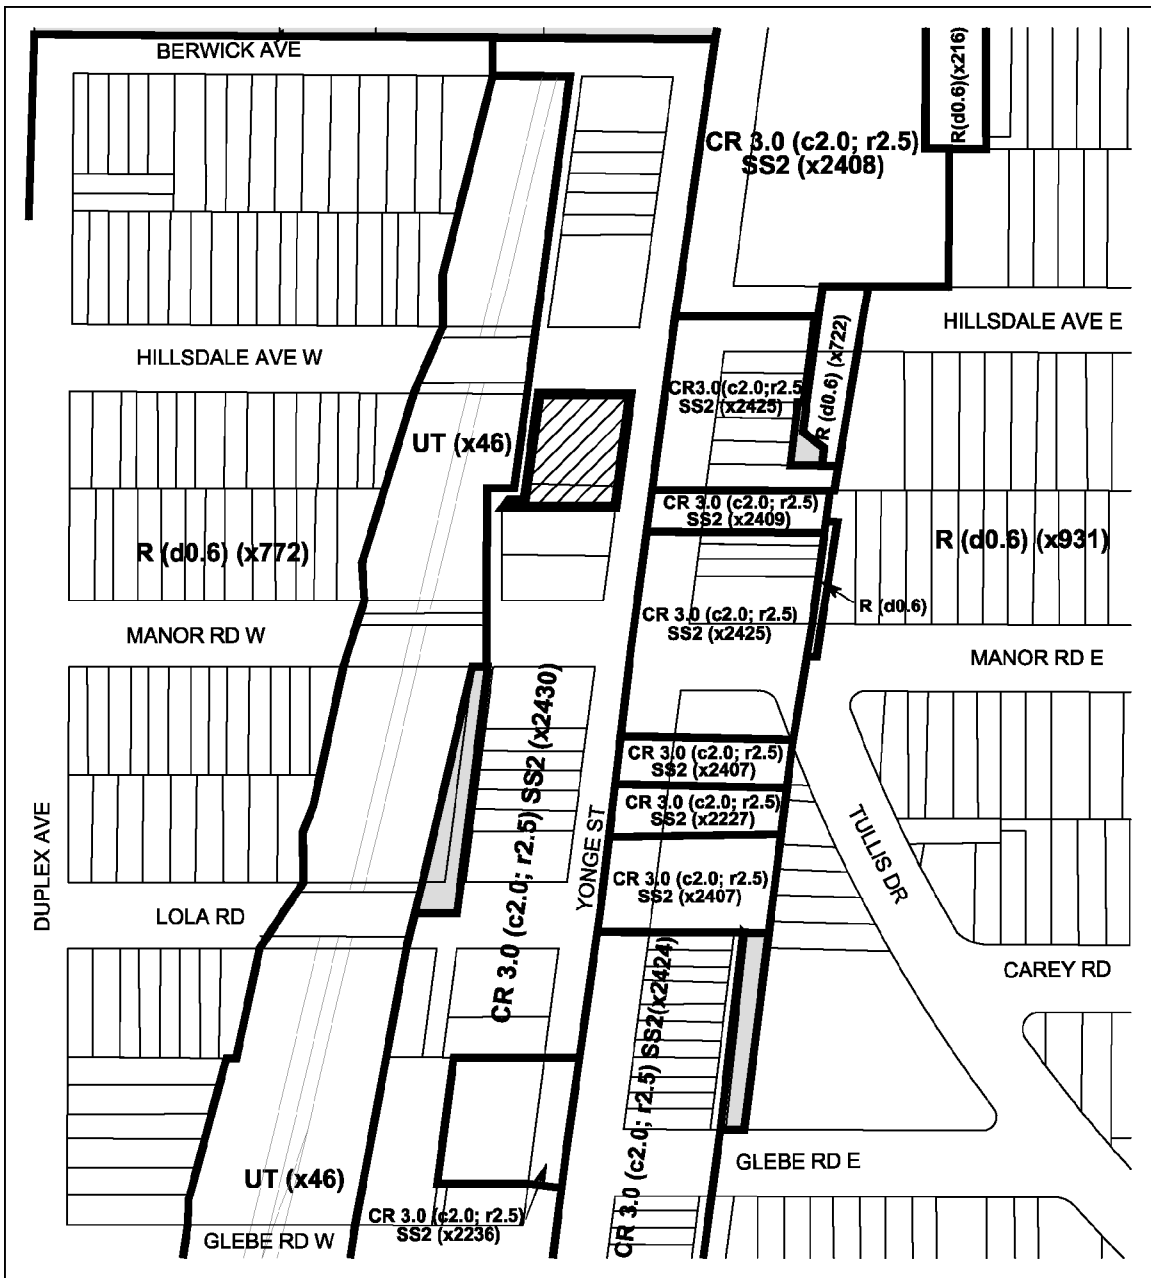 BERWICK AVE
R(d0.6)(x216)
CR 3.0 (c2.0; r2.5)
SS2 (x2408)
HILLSDALE AVE E
HILLSDALE AVE W
R (d0.6) (x722)
CR3.0(c2.0;r2.5)
SS2 (x2425)
UT (x46)
CR 3.0 (c2.0; r2.5)
SS2 (x2409)
R (d0.6) (x772)
R (d0.6) (x931)
R (d0.6)
CR 3.0 (c2.0; r2.5)
SS2 (x2425)
MANOR RD W
MANOR RD E
CR 3.0 (c2.0; r2.5) SS2 (x2430)
CR 3.0 (c2.0; r2.5)
SS2 (x2407)
CR 3.0 (c2.0; r2.5)
SS2 (x2227)
DUPLEX AVE
YONGE ST
TULLIS DR
CR 3.0 (c2.0; r2.5)
SS2 (x2407)
LOLA RD
CAREY RD
CR 3.0 (c2.0; r2.5) SS2(x2424)
UT (x46)
GLEBE RD E
CR 3.0 (c2.0; r2.5)
SS2 (x2236)
GLEBE RD W